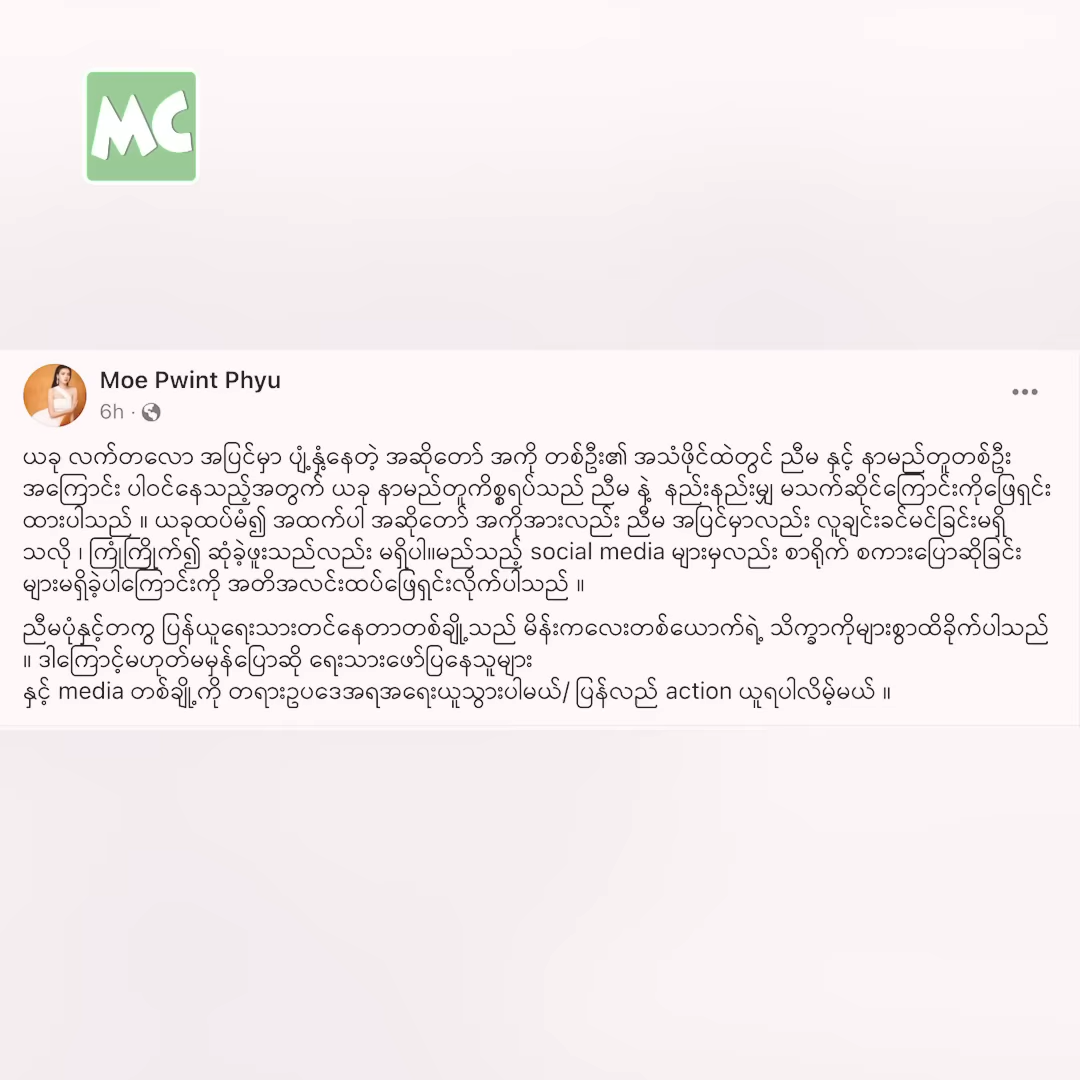 MC
Moe Pwint Phyu
6h ·
ယခု လက်တလော အပြင်မှာ ပျံ့နှံ့နေတဲ့ အဆိုတော် အကို တစ်ဦး၏ အသံဖိုင်ထဲတွင် ညီမ နှင့် နာမည်တူတစ်ဦး
အကြောင်း ပါဝင်နေသည့်အတွက် ယခု နာမည်တူကိစ္စရပ်သည် ညီမ နဲ့ နည်းနည်းမျှ မသက်ဆိုင်ကြောင်းကိုဖြေရှင်း
ထားပါသည် ။ ယခုထပ်မံ၍ အထက်ပါ အဆိုတော် အကိုအားလည်း ညီမ အပြင်မှာလည်း လူချင်းခင်မင်ခြင်းမရှိ
သလို ၊ ကြုံကြိုက်၍ ဆုံခဲ့ဖူးသည်လည်း မရှိပါ။မည်သည့် social media များမှလည်း စာရိုက် စကားပြောဆိုခြင်း
များမရှိခဲ့ပါကြောင်းကို အတိအလင်းထပ်ဖြေရှင်းလိုက်ပါသည် ။
ညီမပုံနှင့်တကွ ပြန်ယူရေးသားတင်နေတာတစ်ချို့သည် မိန်းကလေးတစ်ယောက်ရဲ့ သိက္ခာကိုများစွာထိခိုက်ပါသည်
။ ဒါကြောင့်မဟုတ်မမှန်ပြောဆို ရေးသားဖော်ပြနေသူများ
နှင့် media တစ်ချို့ကို တရားဥပဒေအရအရေးယူသွားပါမယ်/ ပြန်လည် action ယူရပါလိမ့်မယ် ။